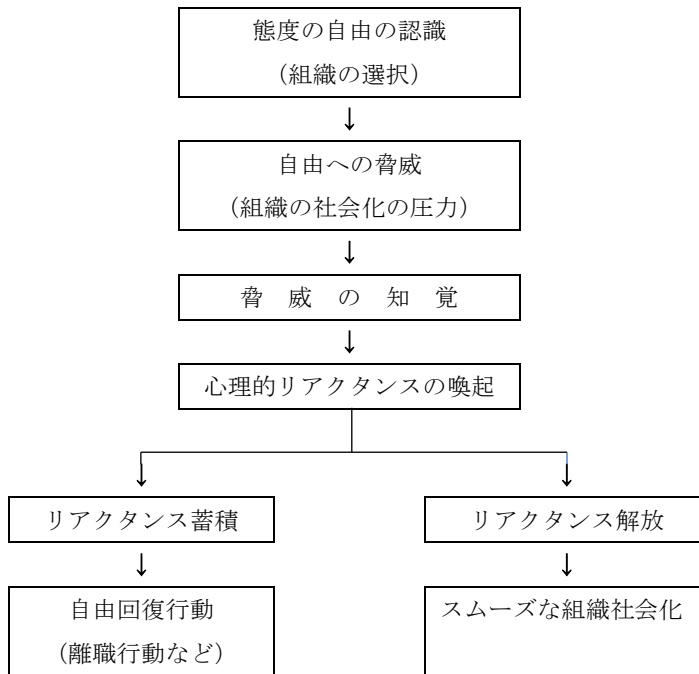 態度の自由の認識
（組織の選択）
↓
自由への脅威
（組織の社会化の圧力）
↓
脅 威 の 知 覚
↓
心理的リアクタンスの喚起
↓ ↓
リアクタンス蓄積 リアクタンス解放
↓ ↓
自由回復行動 スムーズな組織社会化
（離職行動など）